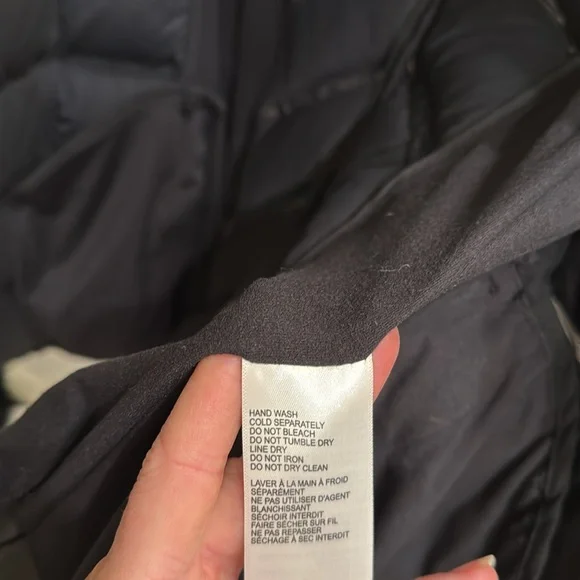 HAND WASH
COLD SEPARATELY
DO NOT BLEACH
DO NOT TUMBLE DRY
LINE DRY
DO NOT IRON
DO NOT DRY CLEAN
LAVER À LA MAIN À FROID
SÉPARÉMENT
NE PAS UTILISER D'AGENT
BLANCHISSANT
SÉCHOIR INTERDIT
FAIRE SÉCHER SUR FIL
NE PAS REPASSER
SÉCHAGE À SEC INTERDIT